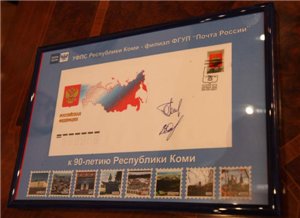 УФПС Республики Коми - филиал ФГУП "Почта России"
РОССИЙСКАЯ
ФЕДЕРАЦИЯ
к 90-летию Республики Коми